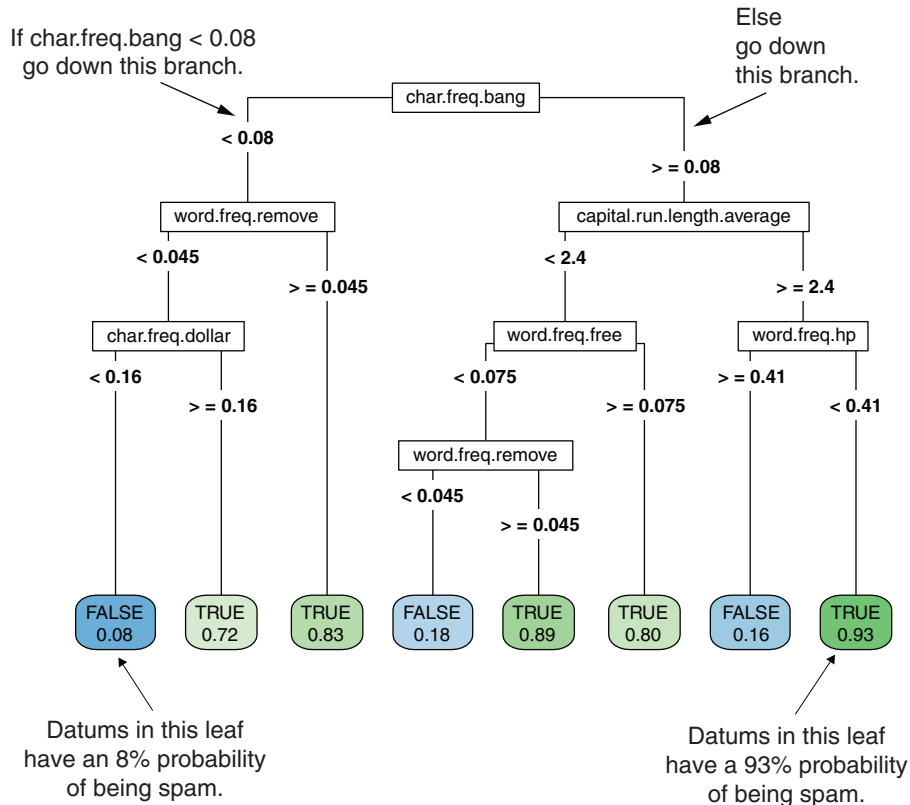 If char.freq.bang < 0.08
go down this branch.
Else
go down
this branch.
char.freq.bang
< 0.08
> = 0.08
word.freq.remove
capital.run.length.average
< 0.045
> = 0.045
< 2.4
> = 2.4
char.freq.dollar
word.freq.free
word.freq.hp
< 0.16
> = 0.16
< 0.075
> = 0.075
> = 0.41
< 0.41
word.freq.remove
< 0.045
> = 0.045
FALSE
0.08
TRUE
0.72
TRUE
0.83
FALSE
0.18
TRUE
0.89
TRUE
0.80
FALSE
0.16
TRUE
0.93
Datums in this leaf
have an 8% probability
of being spam.
Datums in this leaf
have a 93% probability
of being spam.